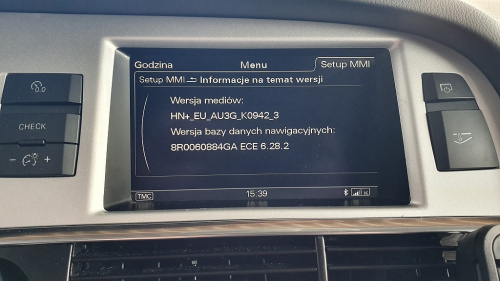 Godzina Menu Setup MMI
Setup MMI Informacje na temat wersji
Wersja mediów:
HN+_EU_AU3G_K0942_3
Wersja bazy danych nawigacyjnych:
8R0060884GA ECE 6.28.2
CHECK
- +
TMC 15.39